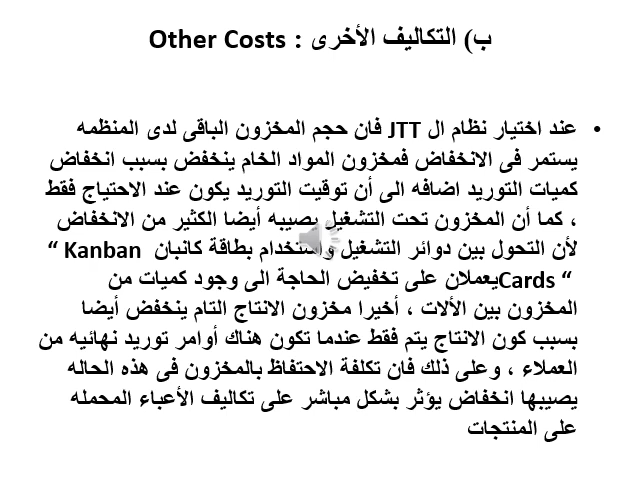 ب) التكاليف الأخرى : Other Costs
• عند اختيار نظام ال JTT فان حجم المخزون الباقى لدى المنظمه
يستمر فى الانخفاض فمخزون المواد الخام ينخفض بسبب انخفاض
كميات التوريد اضافه الى أن توقيت التوريد يكون عند الاحتياج فقط
، كما أن المخزون تحت التشغيل يصيبه أيضا الكثير من الانخفاض
لأن التحول بين دوائر التشغيل واستخدام بطاقة كانبان Kanban “
“ Cardsيعملان على تخفيض الحاجة الى وجود كميات من
المخزون بين الألات ، أخيرا مخزون الانتاج التام ينخفض أيضا
بسبب كون الانتاج يتم فقط عندما تكون هناك أوامر توريد نهائيه من
العملاء ، وعلى ذلك فان تكلفة الاحتفاظ بالمخزون فى هذه الحاله
يصيبها انخفاض يؤثر بشكل مباشر على تكاليف الأعباء المحمله
على المنتجات